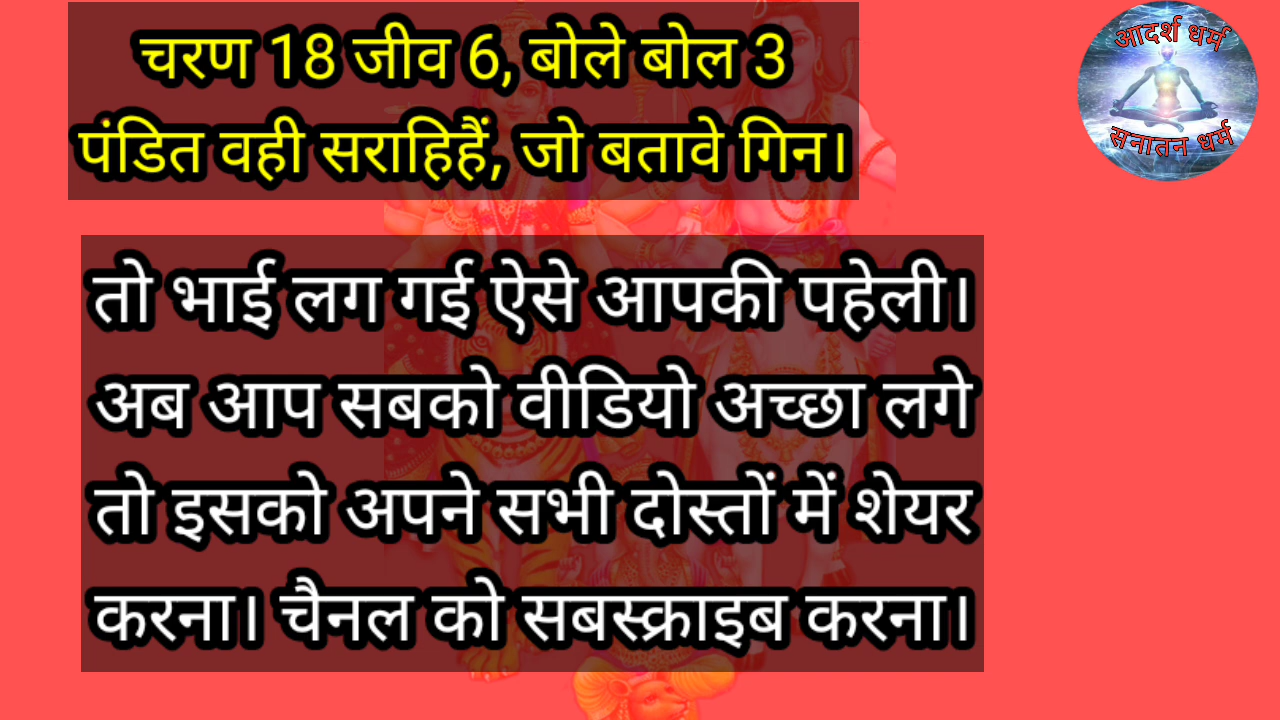 चरण 18 जीव 6, बोले बोल 3
पंडित वही सराहिहैं, जो बतावे गिन।
आदर्श धर्म
सनातन धर्म
तो भाई लग गई ऐसे आपकी पहेली।
अब आप सबको वीडियो अच्छा लगे
तो इसको अपने सभी दोस्तों में शेयर
करना। चैनल को सबस्क्राइब करना।